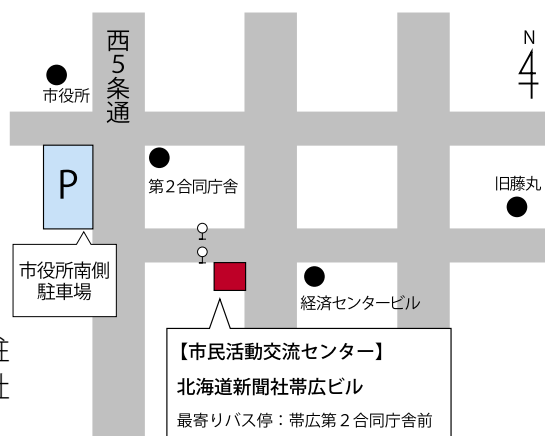 西5条通
N
市役所
P
第2合同庁舎
旧藤丸
市役所南側
駐車場
経済センタービル
【市民活動交流センター】
北海道新聞社帯広ビル
最寄りバス停：帯広第２合同庁舎前